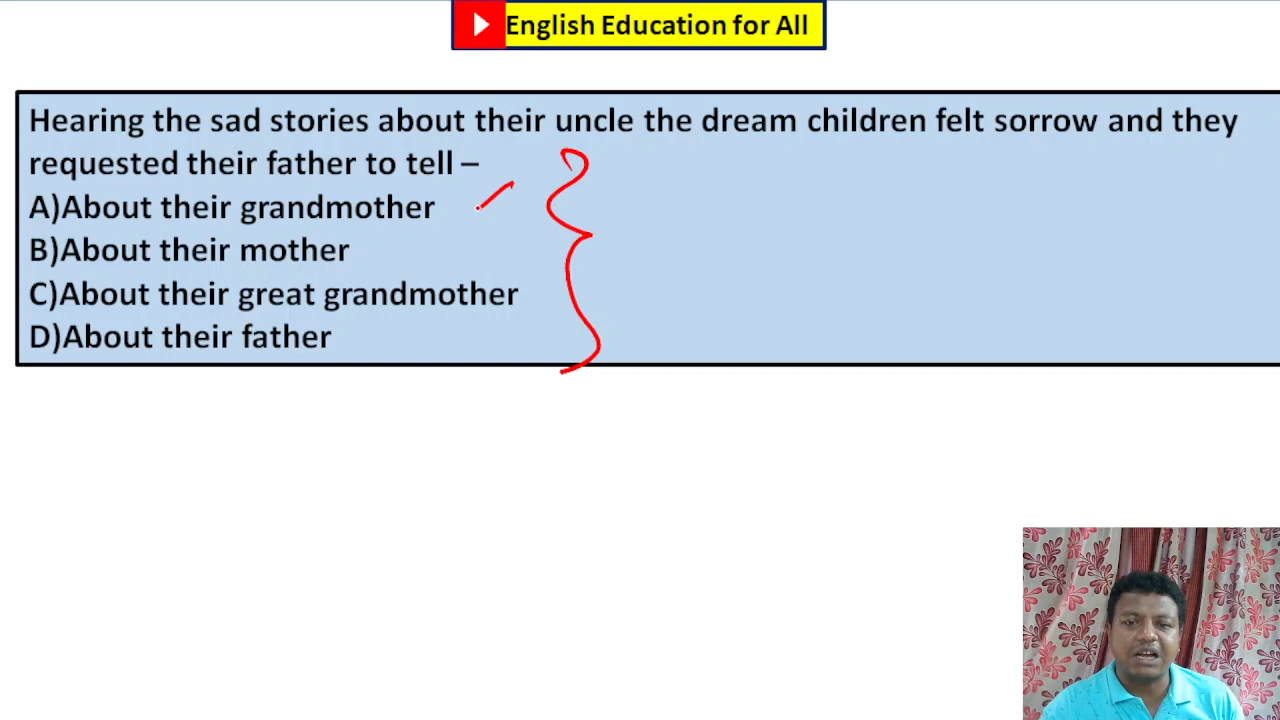 English Education for All
Hearing the sad stories about their uncle the dream children felt sorrow and they
requested their father to tell –
A)About their grandmother
B)About their mother
C)About their great grandmother
D)About their father